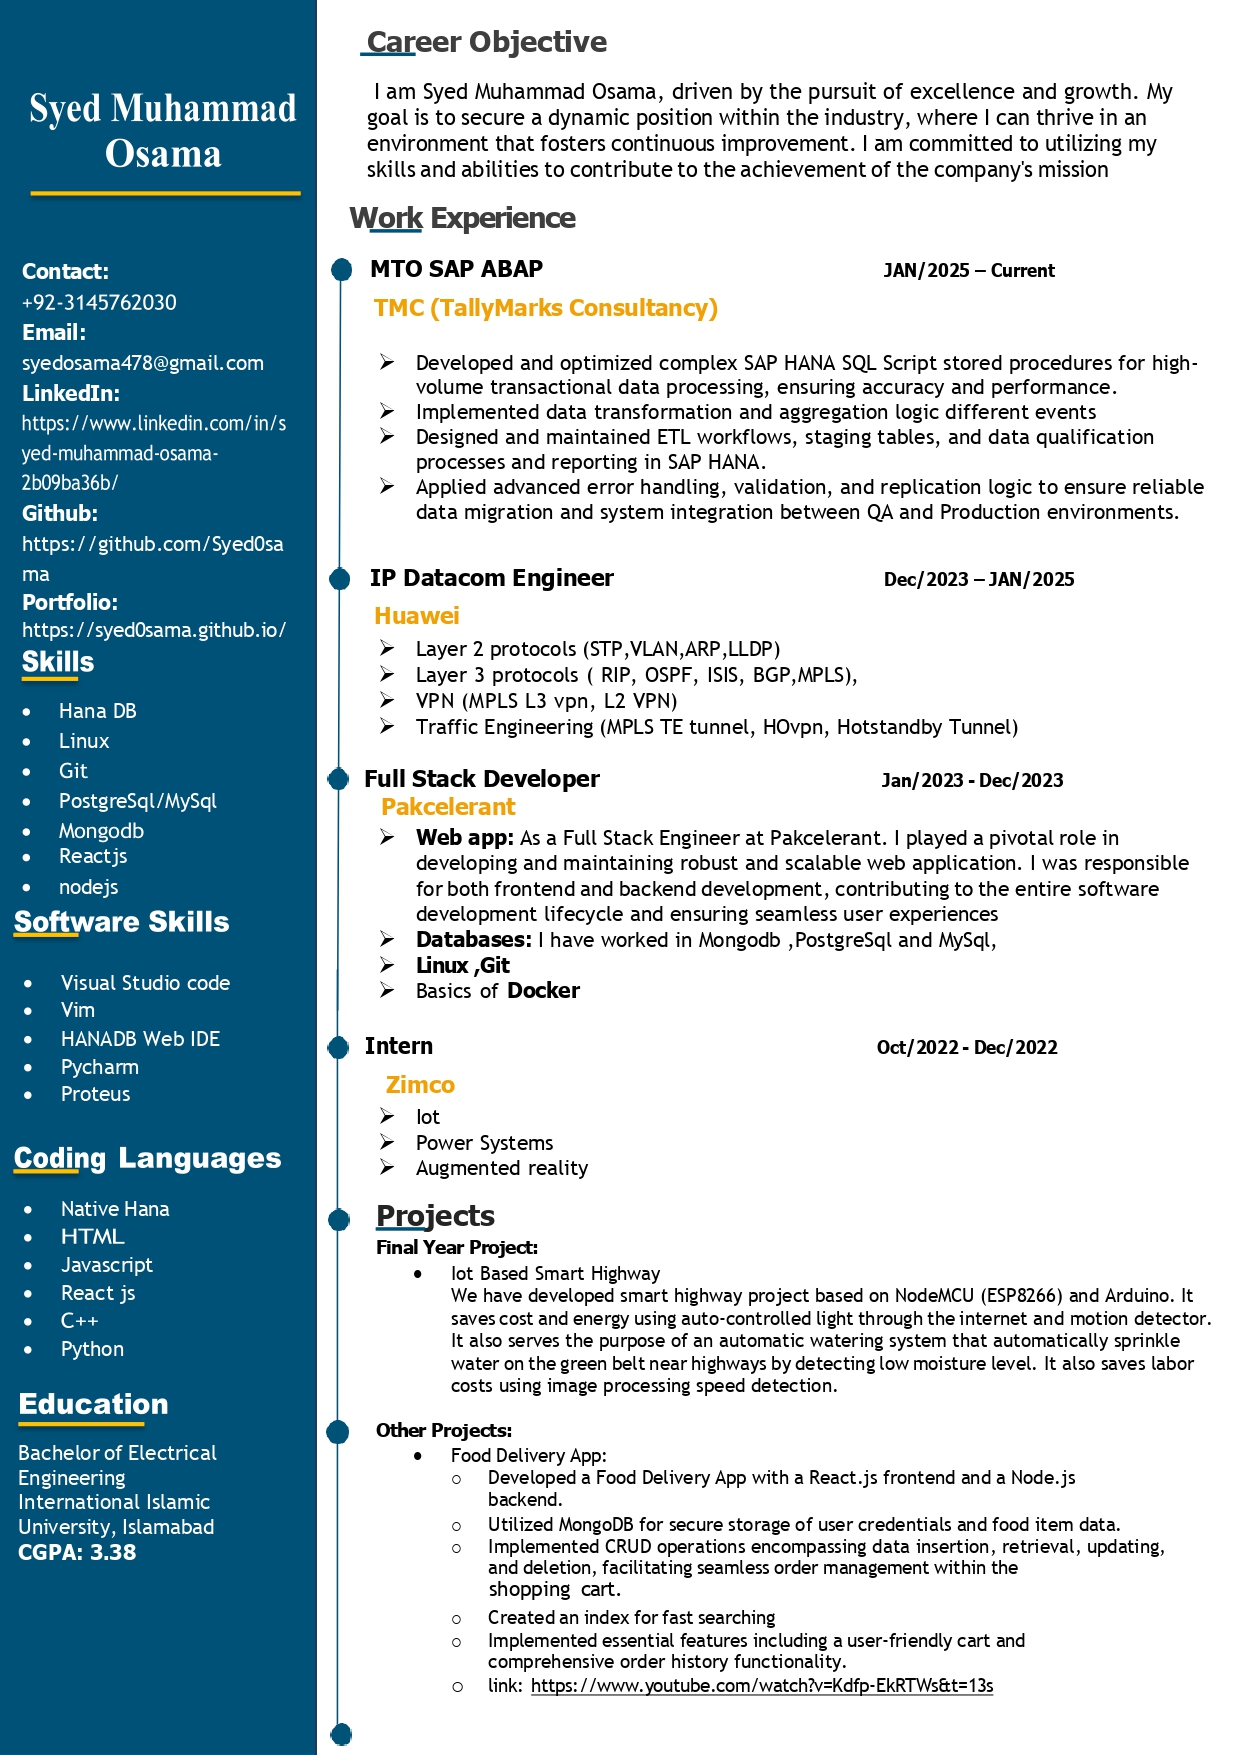 Syed Muhammad
Osama
Contact:
+92-3145762030
Email:
syedosama478@gmail.com
LinkedIn:
https://www.linkedin.com/in/s
yed-muhammad-osama-
2b09ba36b/
Github:
https://github.com/Syed0sa
ma
Portfolio:
https://syed0sama.github.io/
Skills
• Hana DB
• Linux
• Git
• PostgreSql/MySql
• Mongodb
• Reactjs
• nodejs
Software Skills
• Visual Studio code
• Vim
• HANADB Web IDE
• Pycharm
• Proteus
Coding Languages
• Native Hana
• HTML
• Javascript
• React js
• C++
• Python
Education
Bachelor of Electrical
Engineering
International Islamic
University, Islamabad
CGPA: 3.38
Career Objective
I am Syed Muhammad Osama, driven by the pursuit of excellence and growth. My
goal is to secure a dynamic position within the industry, where I can thrive in an
environment that fosters continuous improvement. I am committed to utilizing my
skills and abilities to contribute to the achievement of the company's mission
Work Experience
MTO SAP ABAP JAN/2025 – Current
TMC (TallyMarks Consultancy)
➢ Developed and optimized complex SAP HANA SQL Script stored procedures for high-
volume transactional data processing, ensuring accuracy and performance.
➢ Implemented data transformation and aggregation logic different events
➢ Designed and maintained ETL workflows, staging tables, and data qualification
processes and reporting in SAP HANA.
➢ Applied advanced error handling, validation, and replication logic to ensure reliable
data migration and system integration between QA and Production environments.
IP Datacom Engineer Dec/2023 – JAN/2025
Huawei
➢ Layer 2 protocols (STP,VLAN,ARP,LLDP)
➢ Layer 3 protocols ( RIP, OSPF, ISIS, BGP,MPLS),
➢ VPN (MPLS L3 vpn, L2 VPN)
➢ Traffic Engineering (MPLS TE tunnel, HOvpn, Hotstandby Tunnel)
Full Stack Developer Jan/2023 - Dec/2023
Pakcelerant
➢ Web app: As a Full Stack Engineer at Pakcelerant. I played a pivotal role in
developing and maintaining robust and scalable web application. I was responsible
for both frontend and backend development, contributing to the entire software
development lifecycle and ensuring seamless user experiences
➢ Databases: I have worked in Mongodb ,PostgreSql and MySql,
➢ Linux ,Git
➢ Basics of Docker
Intern Oct/2022 - Dec/2022
Zimco
➢ Iot
➢ Power Systems
➢ Augmented reality
Projects
Final Year Project:
• Iot Based Smart Highway
We have developed smart highway project based on NodeMCU (ESP8266) and Arduino. It
saves cost and energy using auto-controlled light through the internet and motion detector.
It also serves the purpose of an automatic watering system that automatically sprinkle
water on the green belt near highways by detecting low moisture level. It also saves labor
costs using image processing speed detection.
Other Projects:
• Food Delivery App:
o Developed a Food Delivery App with a React.js frontend and a Node.js
backend.
o Utilized MongoDB for secure storage of user credentials and food item data.
o Implemented CRUD operations encompassing data insertion, retrieval, updating,
and deletion, facilitating seamless order management within the
shopping cart.
o Created an index for fast searching
o Implemented essential features including a user-friendly cart and
comprehensive order history functionality.
o link: https://www.youtube.com/watch?v=Kdfp-EkRTWs&t=13s